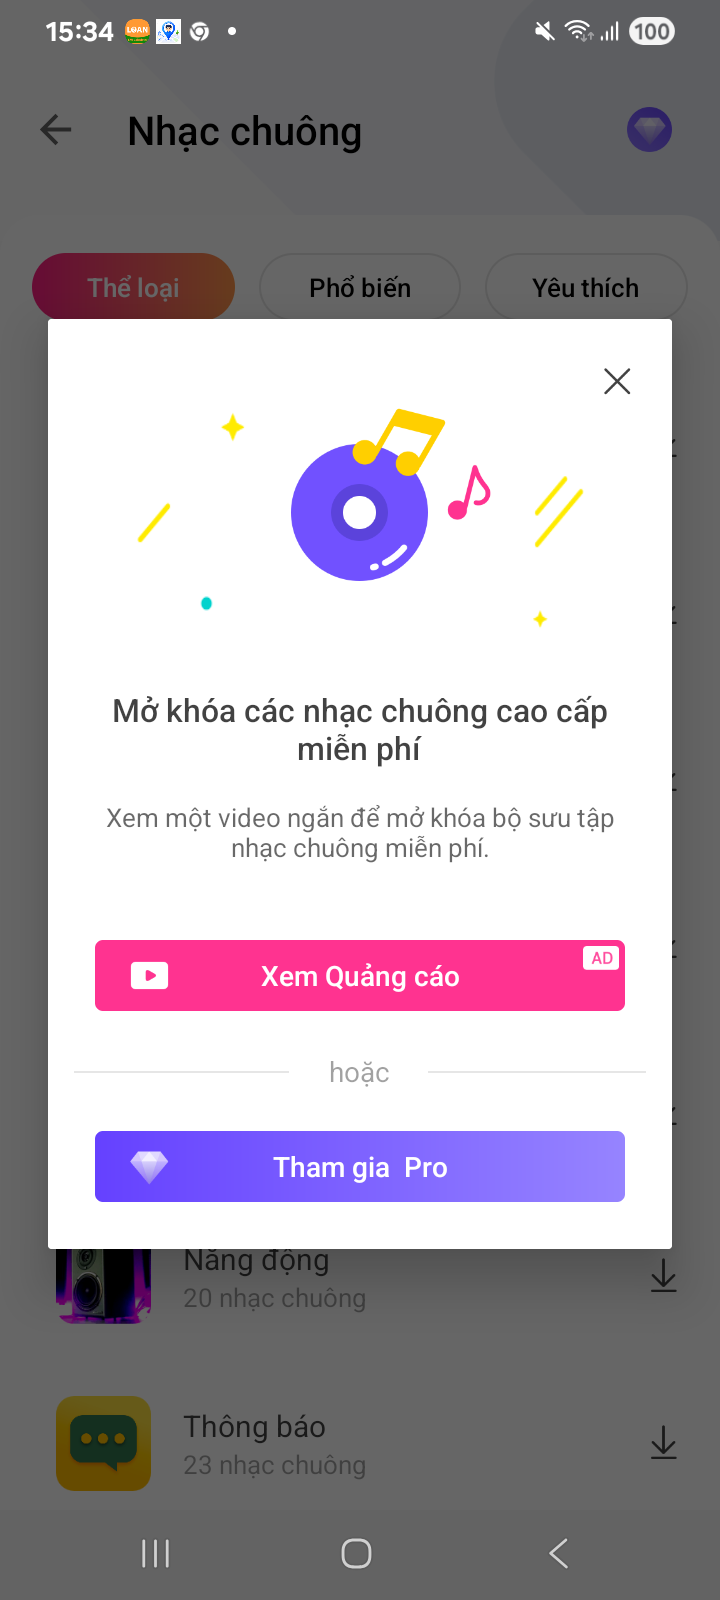 15:34
LOAN
100
Nhạc chuông
Thể loại
Phổ biến
Yêu thích
Mở khóa các nhạc chuông cao cấp
miễn phí
Xem một video ngắn để mở khóa bộ sưu tập
nhạc chuông miễn phí.
AD
Xem Quảng cáo
hoặc
Tham gia Pro
Năng động
20 nhạc chuông
Thông báo
23 nhạc chuông